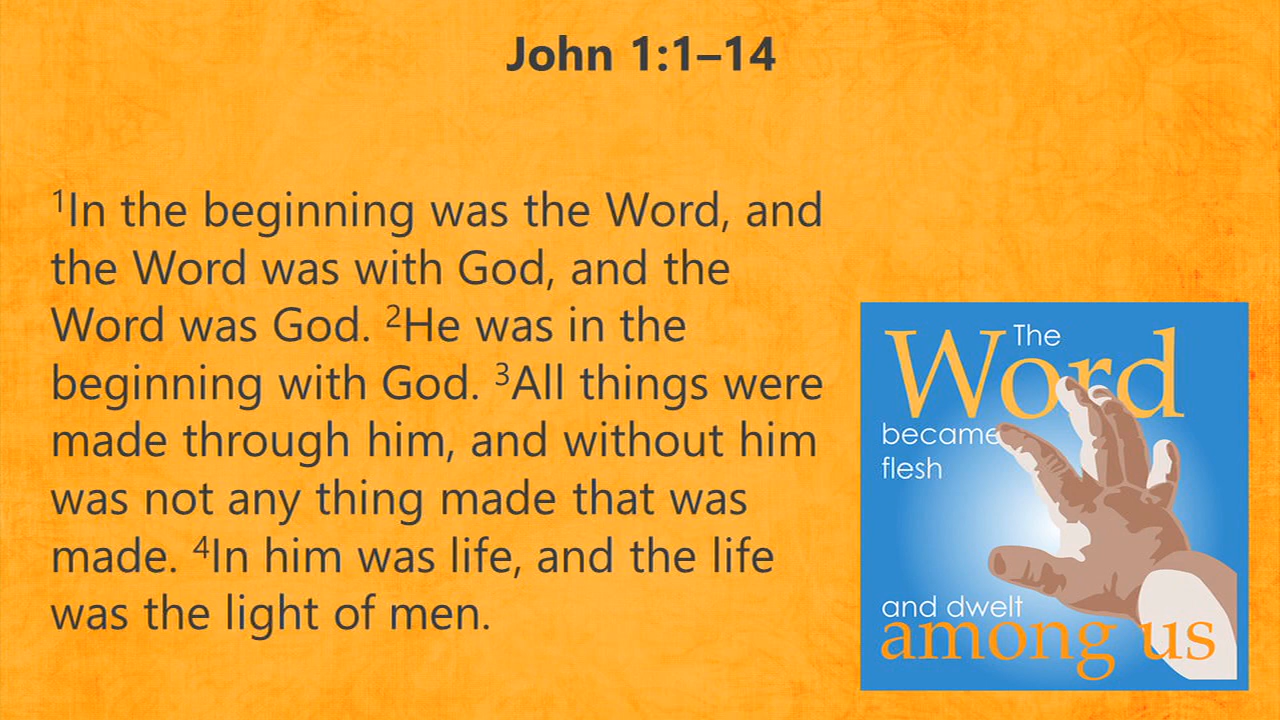 John 1:1–14
¹In the beginning was the Word, and
the Word was with God, and the
Word was God. ²He was in the
beginning with God. ³All things were
made through him, and without him
was not any thing made that was
made. ⁴In him was life, and the life
was the light of men.
The
Word
became
flesh
and dwelt
among us